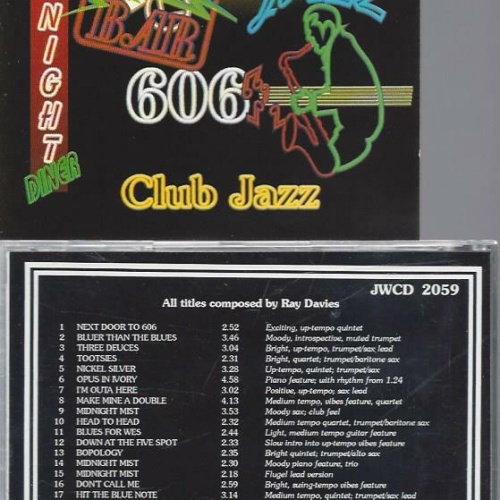 NIGHT
DINER
BAR
606
Club Jazz
JWCD 2059
All titles composed by Ray Davies
1 NEXT DOOR TO 606 2.52 Exciting, up-tempo quintet
2 BLUER THAN THE BLUES 3.46 Moody, introspective, muted trumpet
3 THREE DEUCES 3.04 Bright, up-tempo, trumpet/sax lead
4 TOOTSIES 2.31 Bright, quartet; trumpet/baritone sax
5 NICKEL SILVER 3.28 Up-tempo, quintet; trumpet/sax
6 OPUS IN IVORY 4.58 Piano feature; with rhythm from 1.24
7 I'M OUTA HERE 3.02 Positive, up-tempo; sax lead
8 MAKE MINE A DOUBLE 4.13 Medium tempo, vibes feature, quartet
9 MIDNIGHT MIST 3.53 Moody sax; club feel
10 HEAD TO HEAD 2.32 Medium tempo quartet, trumpet/baritone sax
11 BLUES FOR WES 2.44 Light, medium tempo guitar feature
12 DOWN AT THE FIVE SPOT 2.33 Slow intro into up-tempo vibes feature
13 BOPOLOGY 2.35 Bright quintet; trumpet/alto sax
14 MIDNIGHT MIST 2.30 Moody piano feature, trio
15 MIDNIGHT MIST 2.18 Flugel lead version
16 DON'T CALL ME 2.59 Bright, swing-tempo vibes feature
17 HIT THE BLUE NOTE 3.14 Medium tempo, quintet; trumpet/sax lead